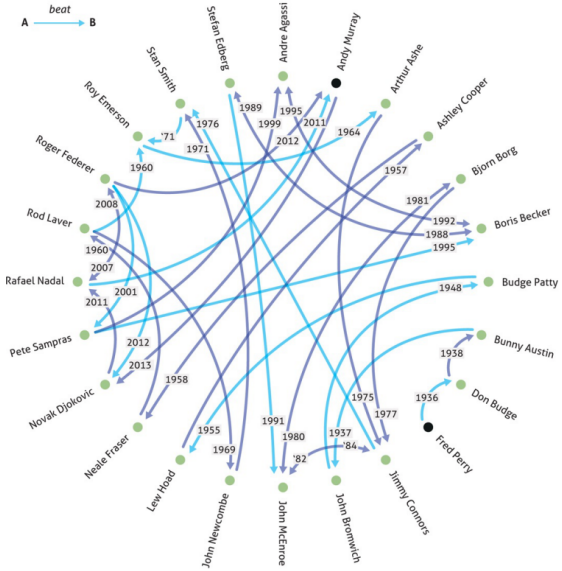 beat
A B
Stefan Edberg
Andre Agassi
Andy Murray
Arthur Ashe
Ashley Cooper
Bjorn Borg
Boris Becker
Budge Patty
Bunny Austin
Don Budge
Fred Perry
Jimmy Connors
John Bromwich
John McEnroe
John Newcombe
Lew Hoad
Neale Fraser
Novak Djokovic
Pete Sampras
Rafael Nadal
Rod Laver
Roger Federer
Roy Emerson
Stan Smith
1989
1995
1999
2011
1976
'71
1971
2012
1964
1960
1957
2008
1981
1992
1988
1960
1995
2007
2001
1948
2011
2012
2013
1938
1958
1936
1975
1977
1955
1991
1937
1980
'84
1969
'82